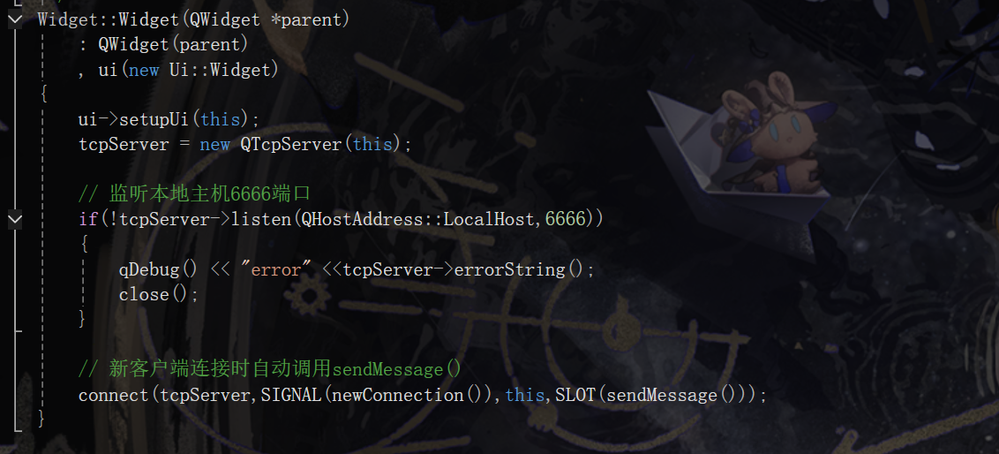 Widget::Widget(QWidget *parent)
: QWidget(parent)
, ui(new Ui::Widget)
{
ui->setupUi(this);
tcpServer = new QTcpServer(this);
// 监听本地主机6666端口
if(!tcpServer->listen(QHostAddress::LocalHost,6666))
{
qDebug() << "error" <<tcpServer->errorString();
close();
}
// 新客户端连接时自动调用sendMessage()
connect(tcpServer,SIGNAL(newConnection()),this,SLOT(sendMessage()));
}